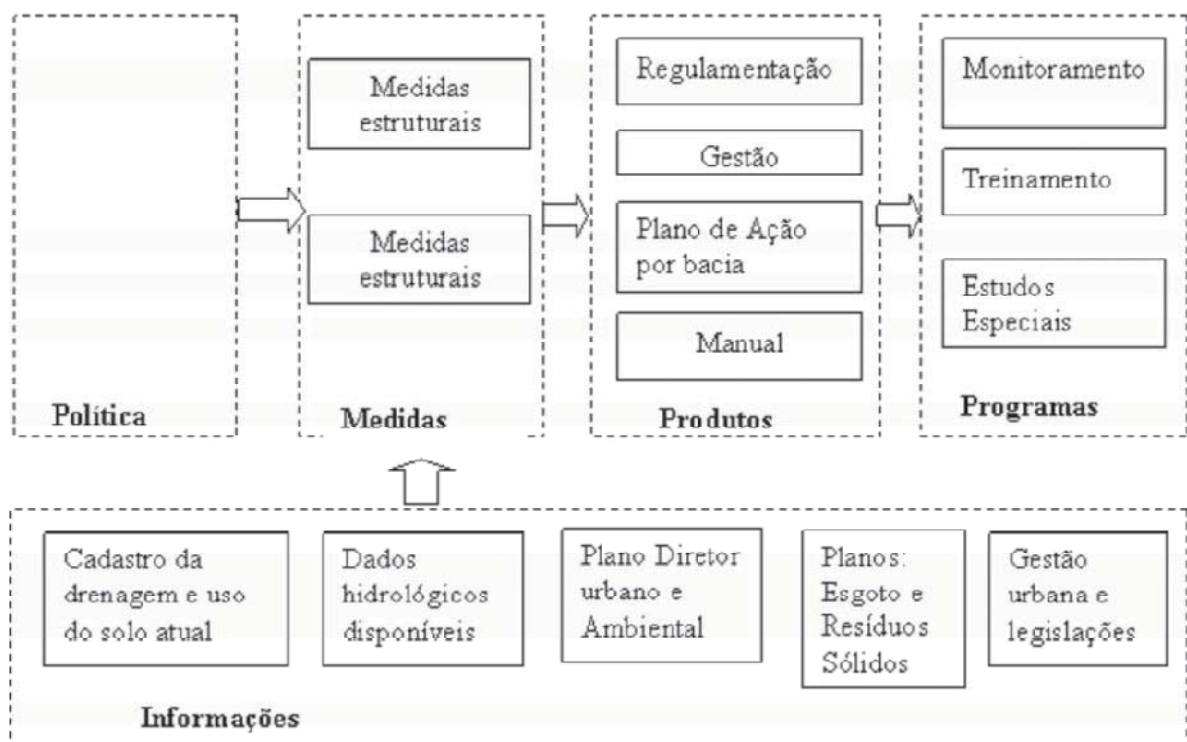 Medidas
estruturais
Medidas
estruturais
Política
Medidas
Regulamentação
Gestão
Plano de Ação
por bacia
Manual
Produtos
Monitoramento
Treinamento
Estudos
Especiais
Programas
Cadastro da
drenagem e uso
do solo atual
Dados
hidrológicos
disponíveis
Plano Diretor
urbano e
Ambiental
Planos:
Esgoto e
Resíduos
Sólidos
Gestão
urbana e
legislações
Informações